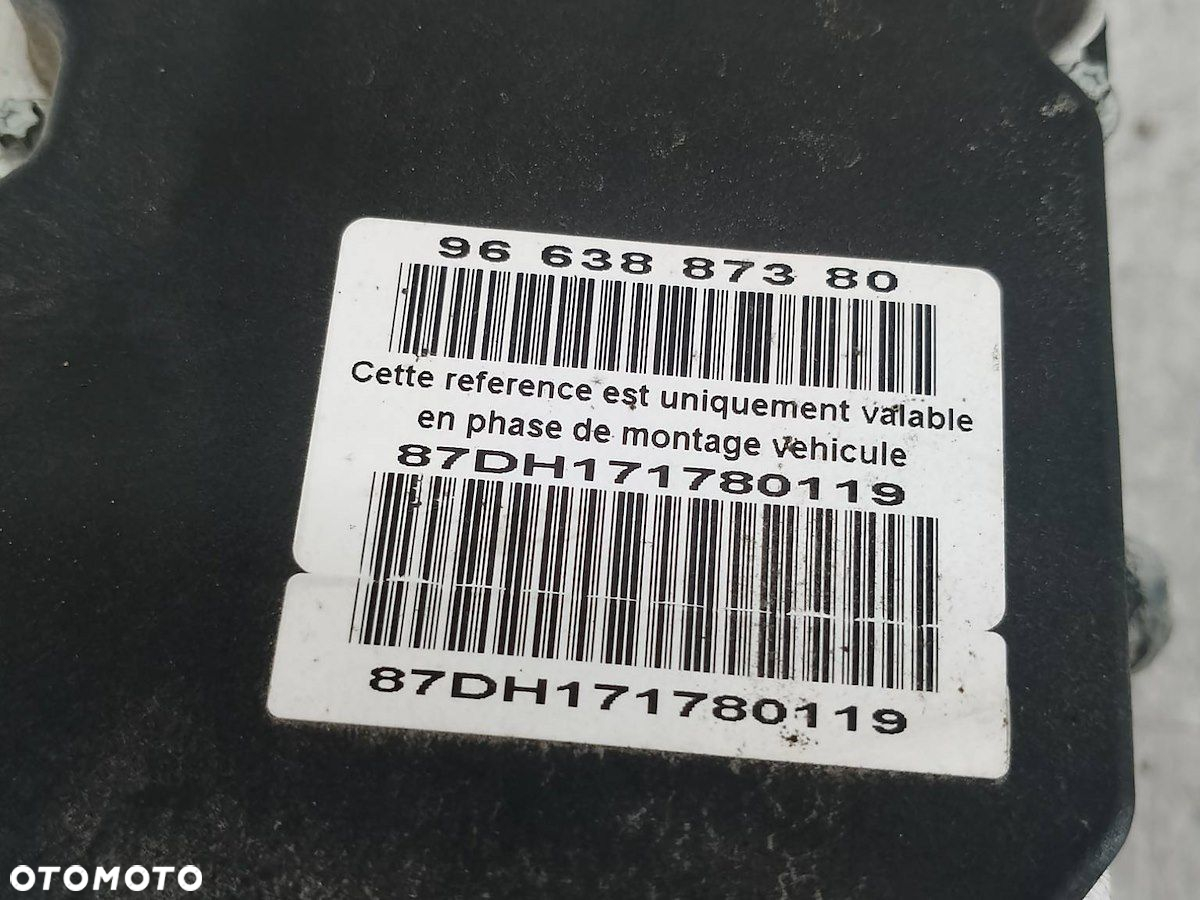 96 638 873 80
Cette reference est uniquement valable
en phase de montage vehicule
87DH171780119
87DH171780119
OTOMOTO